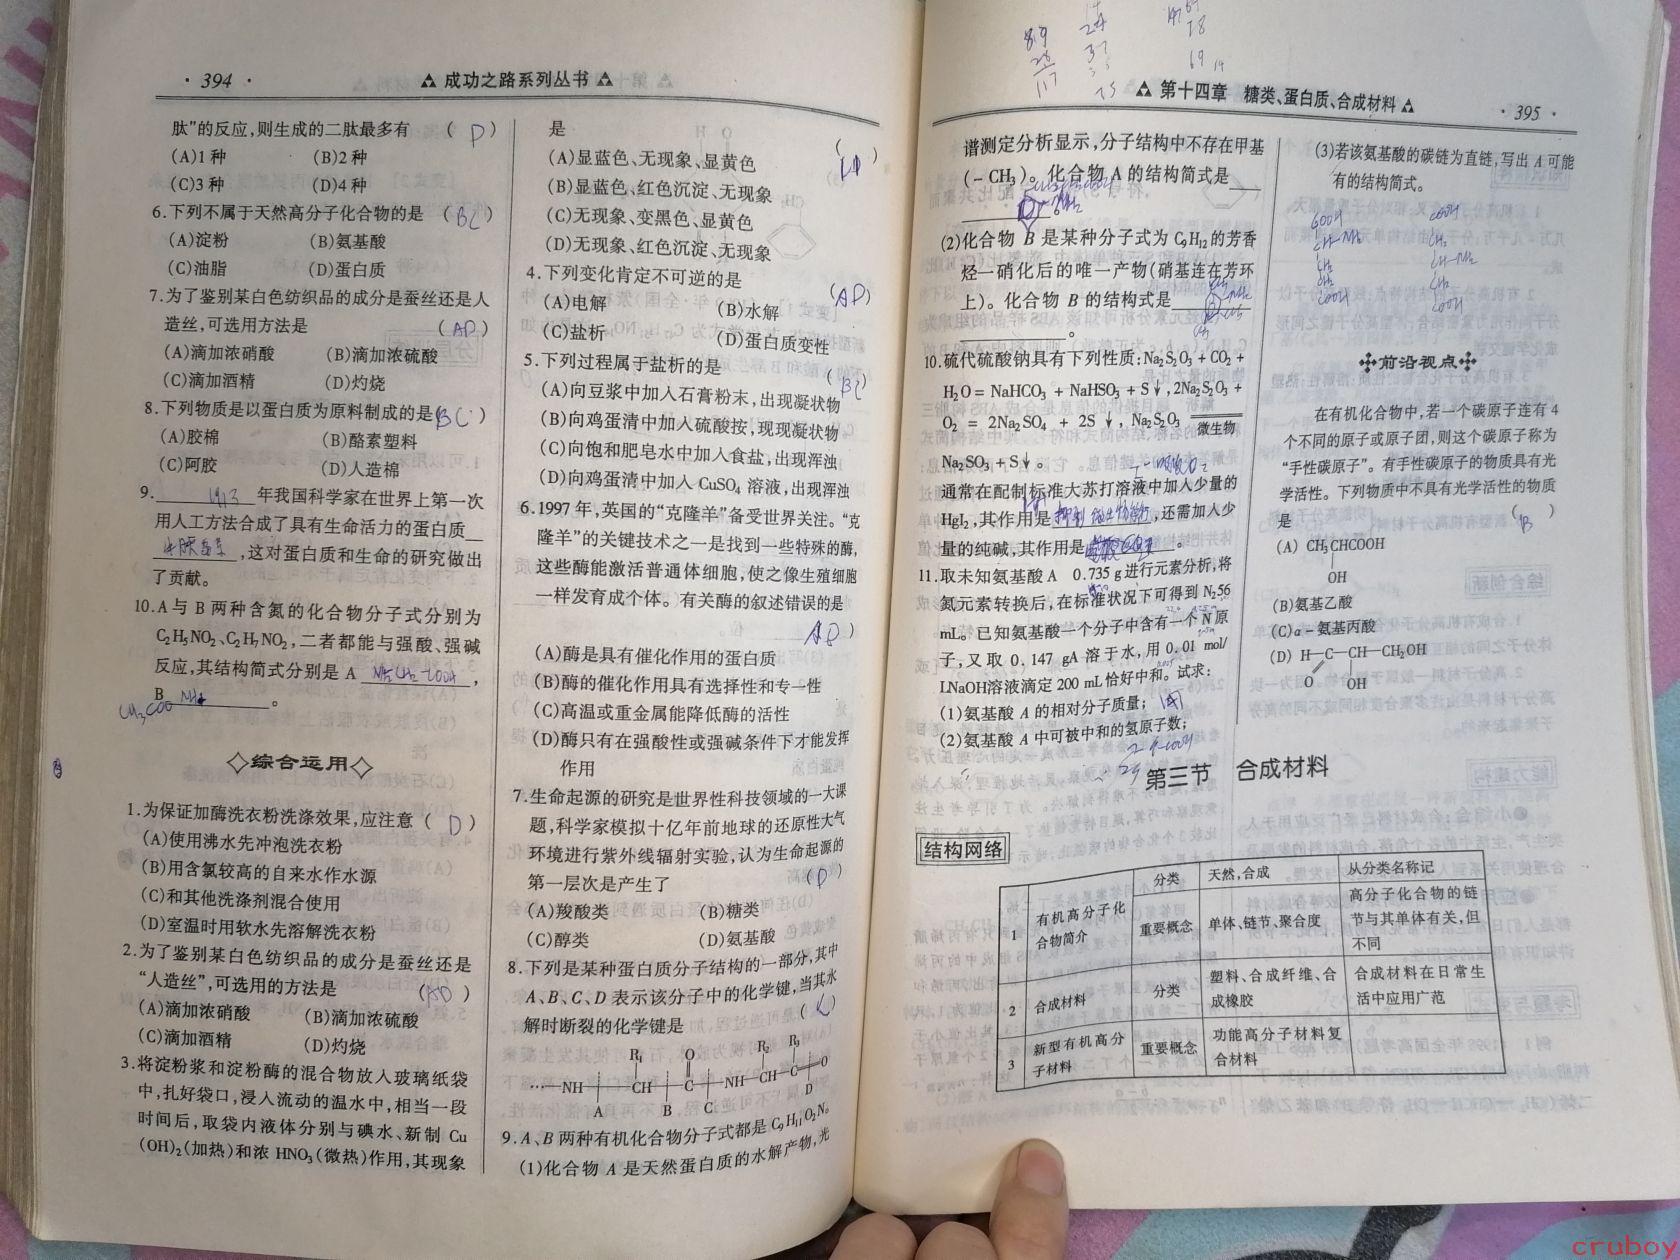 · 394 ·
成功之路系列丛书
肽”的反应,则生成的二肽最多有 ( D )
(A)1种 (B)2种
(C)3种 (D)4种
6.下列不属于天然高分子化合物的是 ( BC )
(A)淀粉 (B)氨基酸
(C)油脂 (D)蛋白质
7.为了鉴别某白色纺织品的成分是蚕丝还是人
造丝,可选用方法是 ( AD )
(A)滴加浓硝酸 (B)滴加浓硫酸
(C)滴加酒精 (D)灼烧
8.下列物质是以蛋白质为原料制成的是 ( BC )
(A)胶棉 (B)酪素塑料
(C)阿胶 (D)人造棉
9. 年我国科学家在世界上第一次
用人工方法合成了具有生命活力的蛋白质
,这对蛋白质和生命的研究做出
了贡献。
10.A与B两种含氮的化合物分子式分别为
C₂H₅NO₂、C₂H₇NO₂,二者都能与强酸、强碱
反应,其结构简式分别是 A NH₂CH₂-COOH ,
B CH₃COONH₄ 。
综合运用
1.为保证加酶洗衣粉洗涤效果,应注意 ( D )
(A)使用沸水先冲泡洗衣粉
(B)用含氯较高的自来水作水源
(C)和其他洗涤剂混合使用
(D)室温时用软水先溶解洗衣粉
2.为了鉴别某白色纺织品的成分是蚕丝还是
“人造丝”,可选用的方法是 ( AD )
(A)滴加浓硝酸 (B)滴加浓硫酸
(C)滴加酒精 (D)灼烧
3.将淀粉浆和淀粉酶的混合物放入玻璃纸袋
中,扎好袋口,浸入流动的温水中,相当一段
时间后,取袋内液体分别与碘水、新制 Cu
(OH)₂(加热)和浓 HNO₃(微热)作用,其现象
是
(A)显蓝色、无现象、显黄色
(B)显蓝色、红色沉淀、无现象
(C)无现象、变黑色、显黄色
(D)无现象、红色沉淀、无现象
4.下列变化肯定不可逆的是 ( AD )
(A)电解 (B)水解
(C)盐析 (D)蛋白质变性
5.下列过程属于盐析的是 ( BC )
(A)向豆浆中加入石膏粉末,出现凝状物
(B)向鸡蛋清中加入硫酸按,现现凝状物
(C)向饱和肥皂水中加入食盐,出现浑浊
(D)向鸡蛋清中加入 CuSO₄ 溶液,出现浑浊
6.1997年,英国的“克隆羊”备受世界关注。“克
隆羊”的关键技术之一是找到一些特殊的酶,
这些酶能激活普通体细胞,使之像生殖细胞
一样发育成个体。有关酶的叙述错误的是
AD )
(A)酶是具有催化作用的蛋白质
(B)酶的催化作用具有选择性和专一性
(C)高温或重金属能降低酶的活性
(D)酶只有在强酸性或强碱条件下才能发挥
作用
7.生命起源的研究是世界性科技领域的一大课
题,科学家模拟十亿年前地球的还原性大气
环境进行紫外线辐射实验,认为生命起源的
第一层次是产生了 ( D )
(A)羧酸类 (B)糖类
(C)醇类 (D)氨基酸
8.下列是某种蛋白质分子结构的一部分,其中
A、B、C、D 表示该分子中的化学键,当其水
解时断裂的化学键是 ( C )
R₁ O R₂ R₃
…—NH CH C —NH—CH—C=O
A B C D
9.A、B两种有机化合物分子式都是 C₉H₁₁O₂N。
(1)化合物 A 是天然蛋白质的水解产物,光
第十四章 糖类、蛋白质、合成材料
· 395 ·
谱测定分析显示,分子结构中不存在甲基
(-CH₃)。化合物 A 的结构简式是
(2)化合物 B 是某种分子式为 C₉H₁₂ 的芳香
烃一硝化后的唯一产物(硝基连在芳环
上)。化合物 B 的结构式是
。
10.硫代硫酸钠具有下列性质:Na₂S₂O₃ + CO₂ +
H₂O = NaHCO₃ + NaHSO₃ + S↓,2Na₂S₂O₃ +
O₂ = 2Na₂SO₄ + 2S↓, Na₂S₂O₃ 微生物
Na₂SO₃ + S↓。
通常在配制标准大苏打溶液中加入少量的
HgI₂,其作用是 ,还需加入少
量的纯碱,其作用是 。
11.取未知氨基酸 A 0.735g进行元素分析,将
氮元素转换后,在标准状况下可得到 N₂56
mL。已知氨基酸一个分子中含有一个N原
子,又取 0.147 gA 溶于水,用 0.01 mol/
LNaOH溶液滴定 200 mL恰好中和。试求:
(1)氨基酸 A 的相对分子质量; 147
(2)氨基酸 A 中可被中和的氢原子数;
(3)若该氨基酸的碳链为直链,写出 A 可能
有的结构简式。
COOH COOH
CH-NH₂ CH₂
CH₂ CH-NH₂
CH₂ CH₂
COOH COOH
前沿视点
在有机化合物中,若一个碳原子连有4
个不同的原子或原子团,则这个碳原子称为
“手性碳原子”。有手性碳原子的物质具有光
学活性。下列物质中不具有光学活性的物质
是 ( B )
(A) CH₃CHCOOH
OH
(B)氨基乙酸
(C)α-氨基丙酸
(D) H—C—CH—CH₂OH
O OH
第三节 合成材料
结构网络
分类 天然,合成 从分类名称记
1 有机高分子化合物简介 重要概念 单体、链节、聚合度 高分子化合物的链节与其单体有关,但不同
2 合成材料 分类 塑料、合成纤维、合成橡胶 合成材料在日常生活中应用广范
3 新型有机高分子材料 重要概念 功能高分子材料复合材料
cruboy